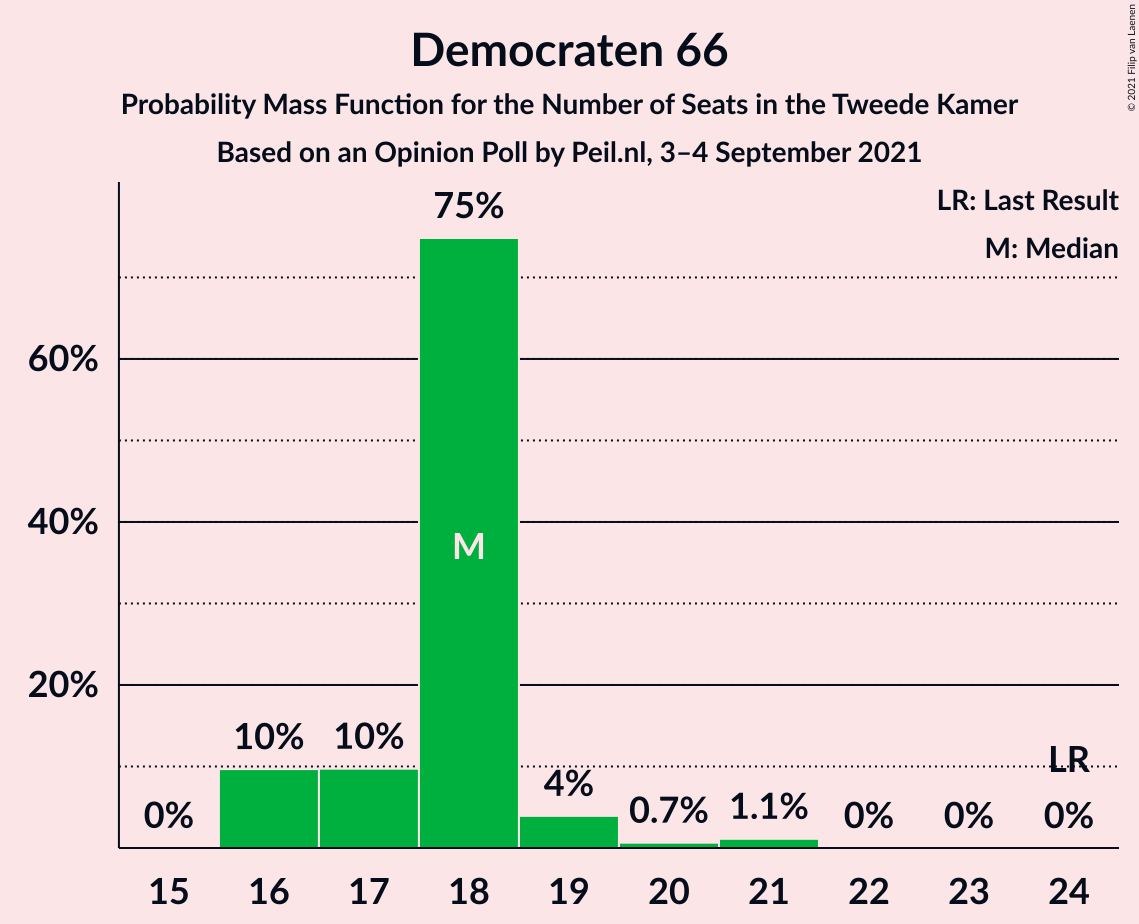 © 2021 Filip van Laenen
Democraten 66
Probability Mass Function for the Number of Seats in the Tweede Kamer
Based on an Opinion Poll by Peil.nl, 3–4 September 2021
LR: Last Result
M: Median
75%
60%
40%
20%
M
10%
10%
LR
0%
4%
0.7%
1.1%
0%
0%
0%
15 16 17 18 19 20 21 22 23 24